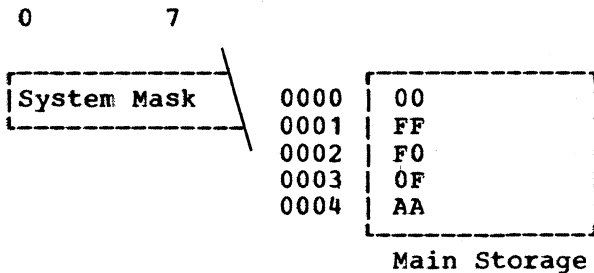 0 7
System Mask
0000 00
0001 FF
0002 F0
0003 0F
0004 AA
Main Storage